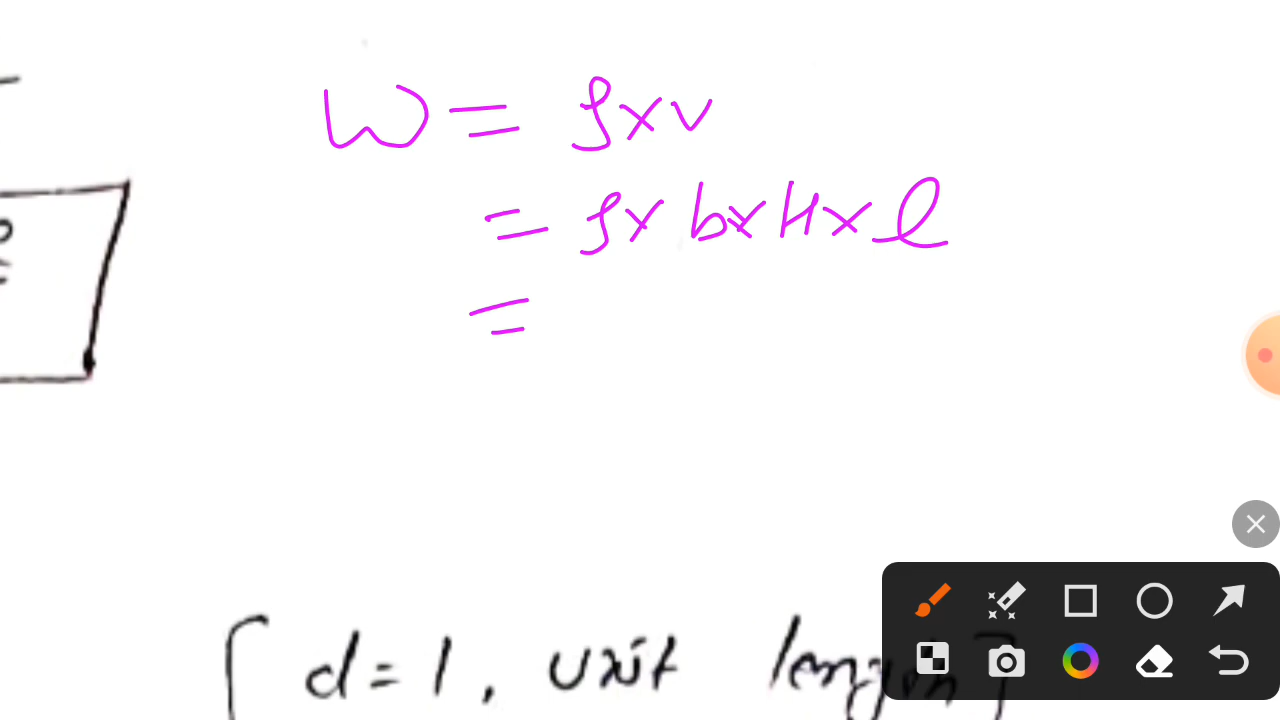 W = ρ x v
= ρ x b x H x l
=
[ d = 1, unit length ]